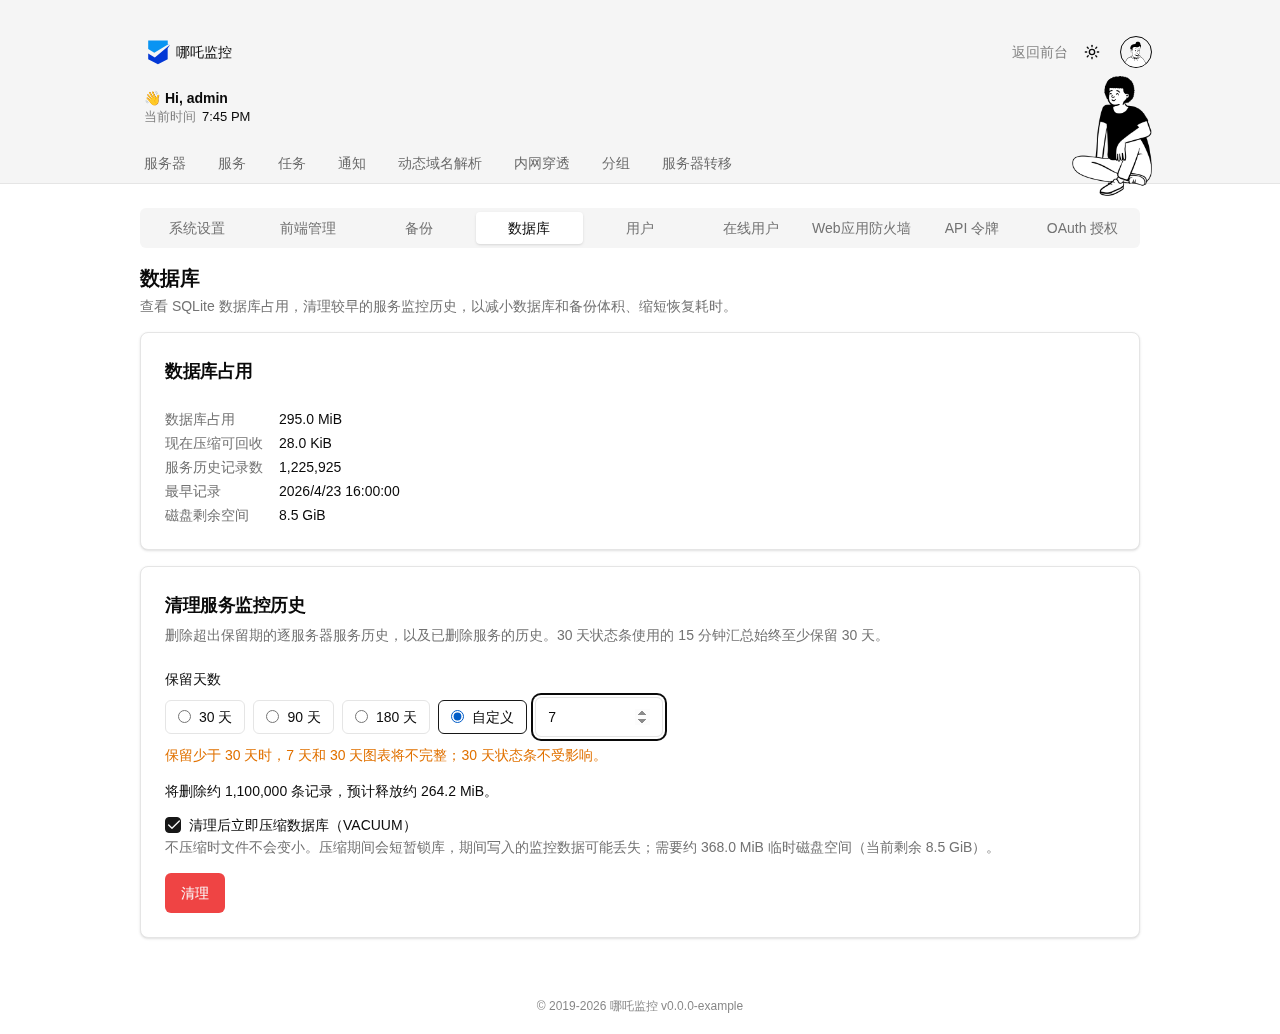 哪吒监控
返回前台
👋 Hi, admin
当前时间 7:45 PM
服务器 服务 任务 通知 动态域名解析 内网穿透 分组 服务器转移
系统设置 前端管理 备份 数据库 用户 在线用户 Web应用防火墙 API 令牌 OAuth 授权
数据库
查看 SQLite 数据库占用，清理较早的服务监控历史，以减小数据库和备份体积、缩短恢复耗时。
数据库占用
数据库占用 295.0 MiB
现在压缩可回收 28.0 KiB
服务历史记录数 1,225,925
最早记录 2026/4/23 16:00:00
磁盘剩余空间 8.5 GiB
清理服务监控历史
删除超出保留期的逐服务器服务历史，以及已删除服务的历史。30 天状态条使用的 15 分钟汇总始终至少保留 30 天。
保留天数
30 天 90 天 180 天 自定义 7
保留少于 30 天时，7 天和 30 天图表将不完整；30 天状态条不受影响。
将删除约 1,100,000 条记录，预计释放约 264.2 MiB。
清理后立即压缩数据库（VACUUM）
不压缩时文件不会变小。压缩期间会短暂锁库，期间写入的监控数据可能丢失；需要约 368.0 MiB 临时磁盘空间（当前剩余 8.5 GiB）。
清理
© 2019-2026 哪吒监控 v0.0.0-example